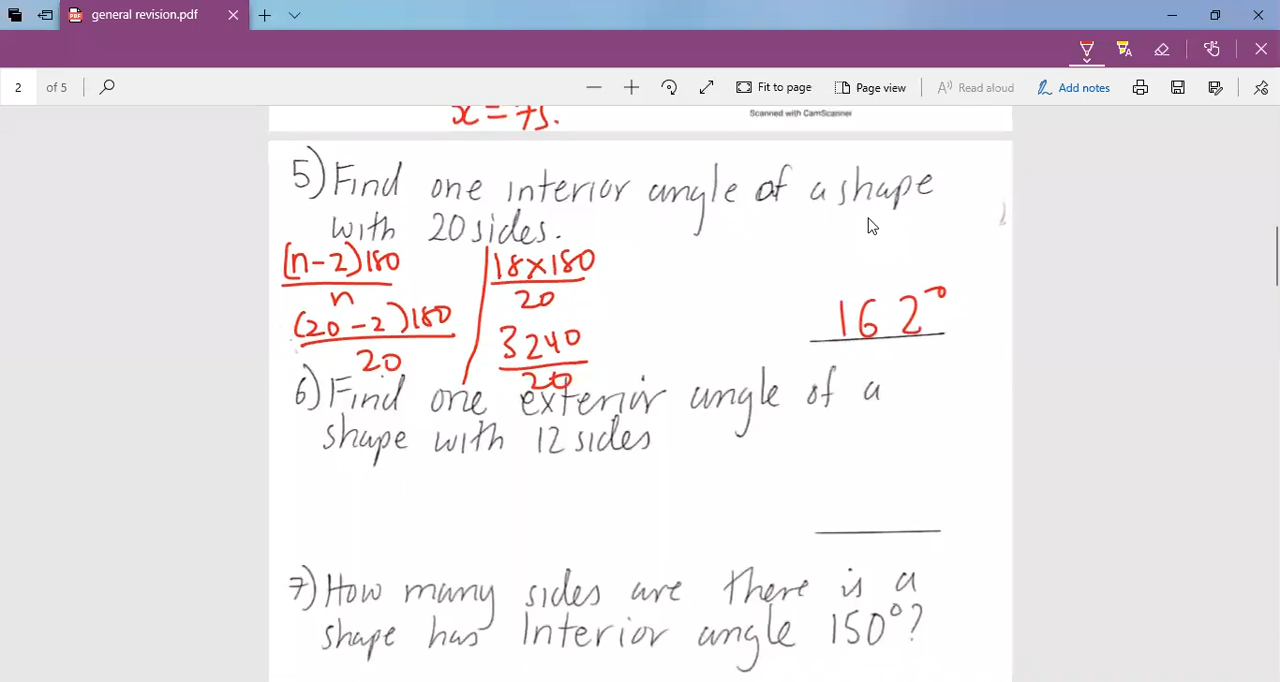 general revision.pdf
2 of 5
Fit to page
Page view
Read aloud
Add notes
x = 75.
Scanned with CamScanner
5) Find one interior angle of a shape
with 20 sides.
(n-2)180
n
(20-2)180
20
18x180
20
3240
20
162°
6) Find one exterior angle of a
shape with 12 sides
7) How many sides are there is a
shape has Interior angle 150°?